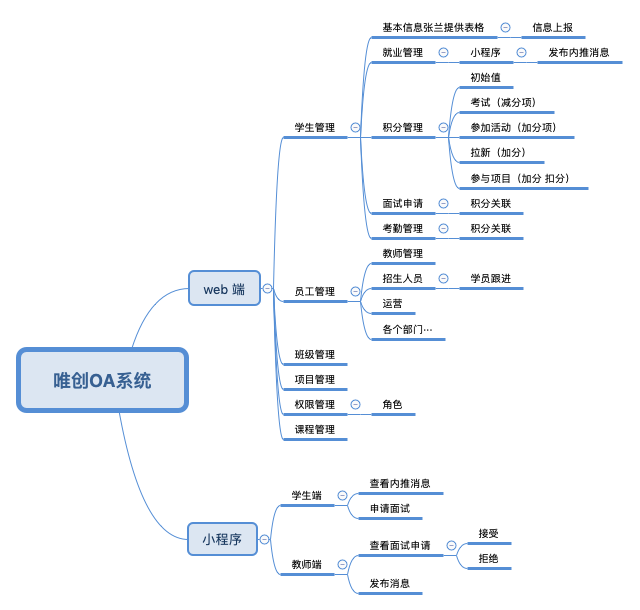 唯创OA系统
web 端
学生管理
基本信息张兰提供表格
信息上报
就业管理
小程序
发布内推消息
积分管理
初始值
考试（减分项）
参加活动（加分项）
拉新（加分）
参与项目（加分 扣分）
面试申请
积分关联
考勤管理
积分关联
员工管理
教师管理
招生人员
学员跟进
运营
各个部门…
班级管理
项目管理
权限管理
角色
课程管理
小程序
学生端
查看内推消息
申请面试
教师端
查看面试申请
接受
拒绝
发布消息